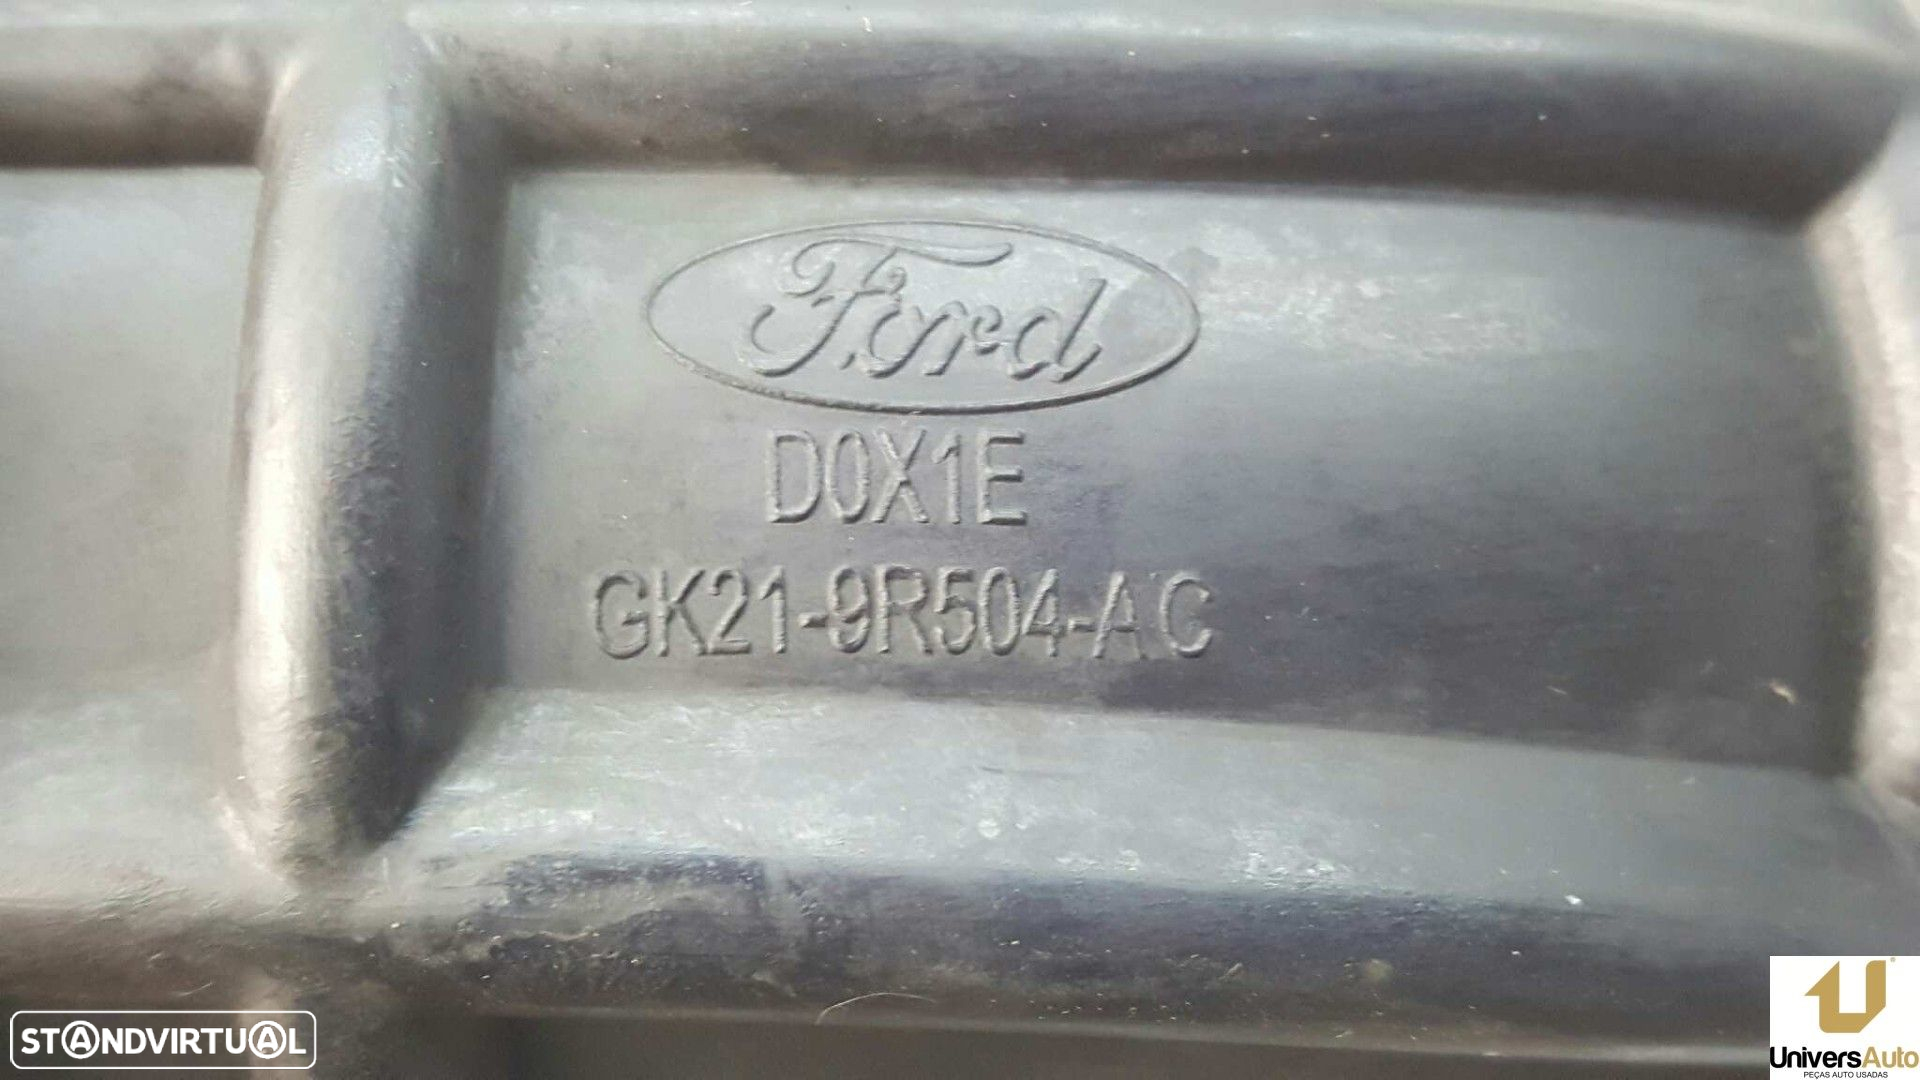 Ford
D0X1E
GK21-9R504-AC
STANDVIRTUAL
UniversAuto
PEÇAS AUTO USADAS